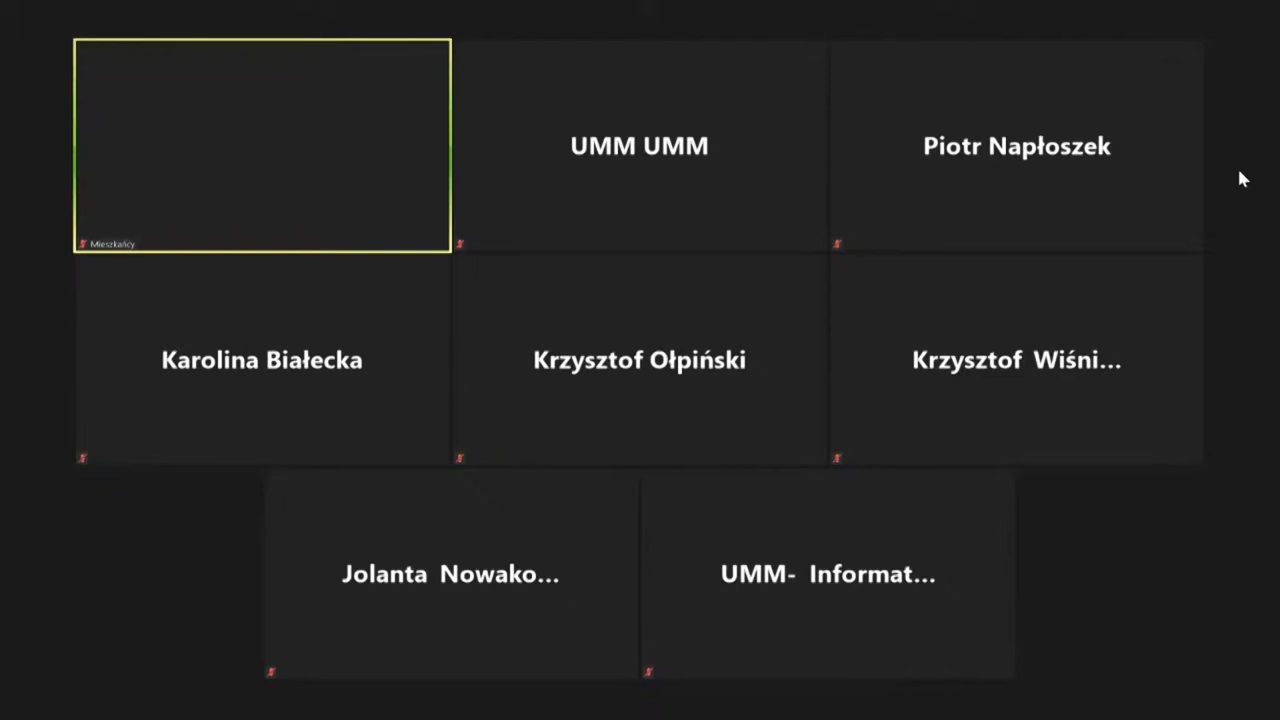 Mieszkańcy
UMM UMM
Piotr Napłoszek
Karolina Białecka
Krzysztof Ołpiński
Krzysztof Wiśni...
Jolanta Nowako...
UMM- Informat...